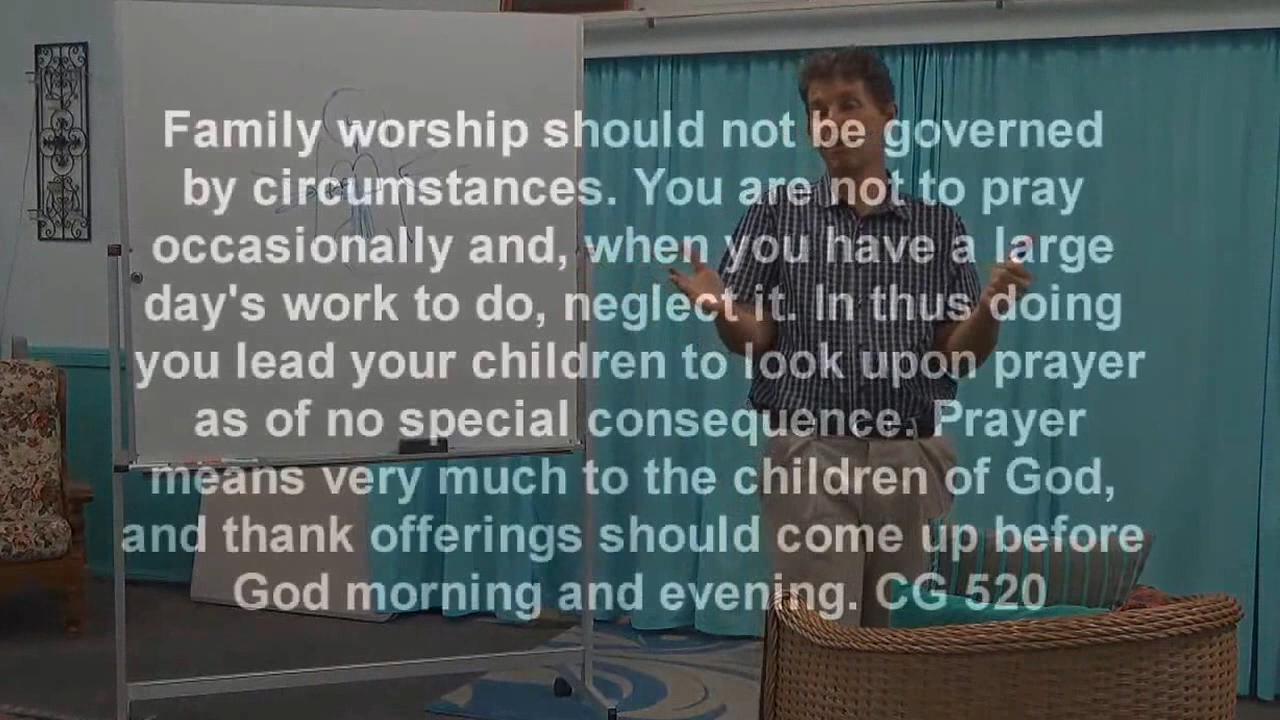 Family worship should not be governed
by circumstances. You are not to pray
occasionally and, when you have a large
day's work to do, neglect it. In thus doing
you lead your children to look upon prayer
as of no special consequence. Prayer
means very much to the children of God,
and thank offerings should come up before
God morning and evening. CG 520